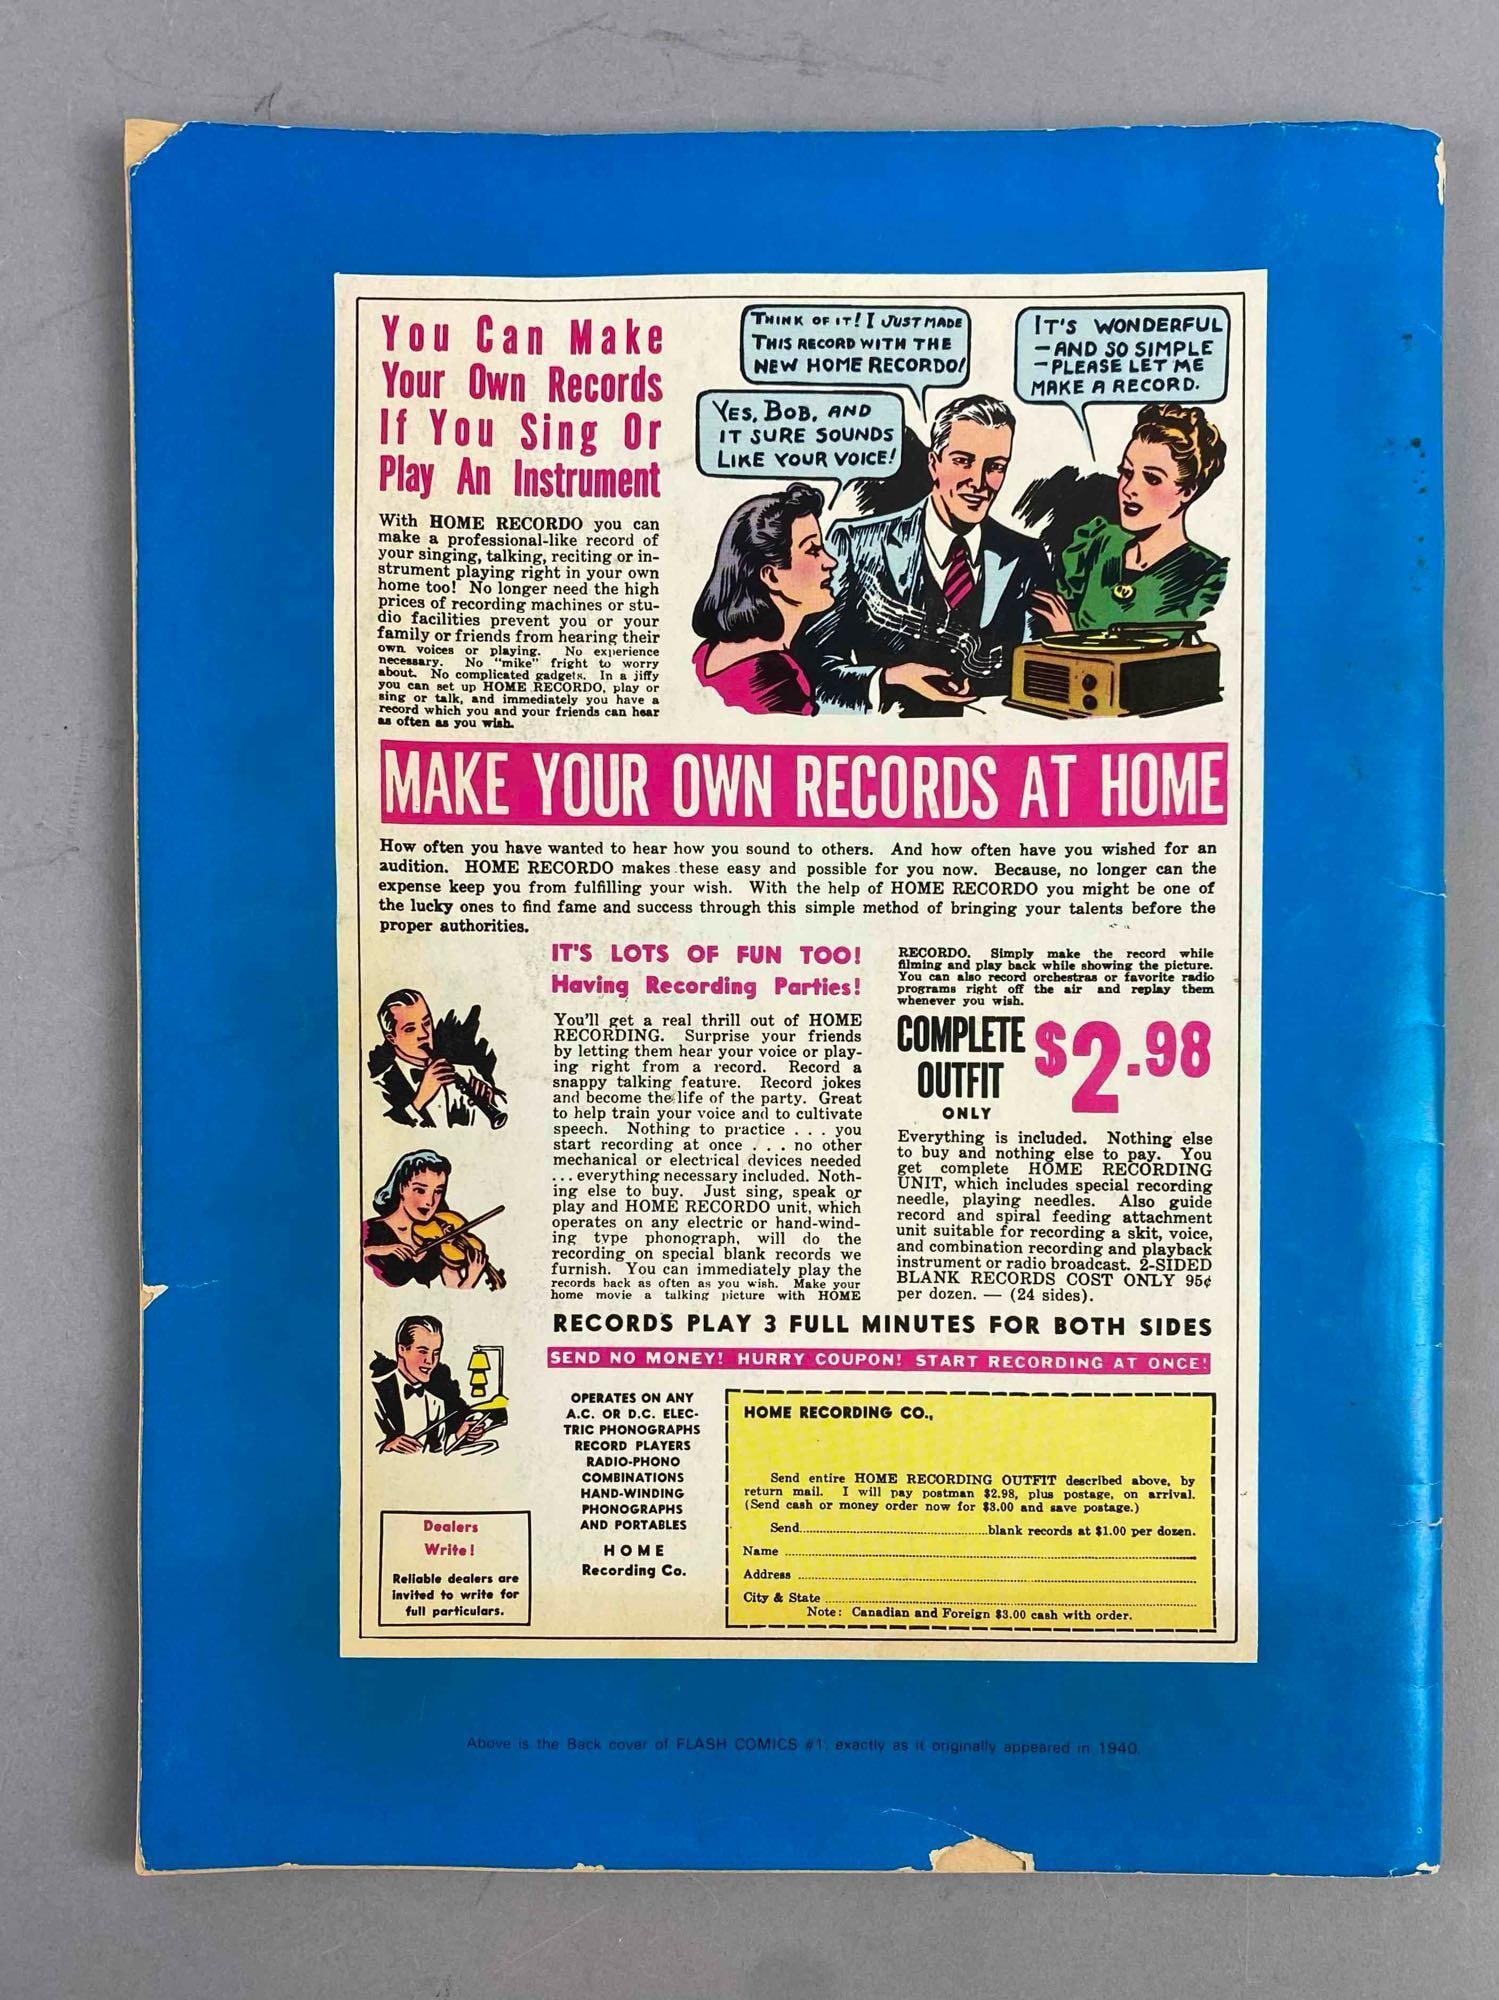 You Can Make
Your Own Records
If You Sing Or
Play An Instrument
THINK OF IT! I JUST MADE
THIS RECORD WITH THE
NEW HOME RECORDO!
IT'S WONDERFUL
—AND SO SIMPLE
—PLEASE LET ME
MAKE A RECORD.
YES, BOB, AND
IT SURE SOUNDS
LIKE YOUR VOICE!
With HOME RECORDO you can
make a professional-like record of
your singing, talking, reciting or in-
strument playing right in your own
home too! No longer need the high
prices of recording machines or stu-
dio facilities prevent you or your
family or friends from hearing their
own voices or playing. No experience
necessary. No "mike" fright to worry
about. No complicated gadgets. In a jiffy
you can set up HOME RECORDO, play or
sing or talk, and immediately you have a
record which you and your friends can hear
as often as you wish.
MAKE YOUR OWN RECORDS AT HOME
How often you have wanted to hear how you sound to others. And how often have you wished for an
audition. HOME RECORDO makes these easy and possible for you now. Because, no longer can the
expense keep you from fulfilling your wish. With the help of HOME RECORDO you might be one of
the lucky ones to find fame and success through this simple method of bringing your talents before the
proper authorities.
IT'S LOTS OF FUN TOO!
Having Recording Parties!
You'll get a real thrill out of HOME
RECORDING. Surprise your friends
by letting them hear your voice or play-
ing right from a record. Record a
snappy talking feature. Record jokes
and become the life of the party. Great
to help train your voice and to cultivate
speech. Nothing to practice . . . you
start recording at once . . . no other
mechanical or electrical devices needed
. . . everything necessary included. Noth-
ing else to buy. Just sing, speak or
play and HOME RECORDO unit, which
operates on any electric or hand-wind-
ing type phonograph, will do the
recording on special blank records we
furnish. You can immediately play the
records back as often as you wish. Make your
home movie a talking picture with HOME
RECORDO. Simply make the record while
filming and play back while showing the picture.
You can also record orchestras or favorite radio
programs right off the air and replay them
whenever you wish.
COMPLETE
OUTFIT
ONLY
$2.98
Everything is included. Nothing else
to buy and nothing else to pay. You
get complete HOME RECORDING
UNIT, which includes special recording
needle, playing needles. Also guide
record and spiral feeding attachment
unit suitable for recording a skit, voice,
and combination recording and playback
instrument or radio broadcast. 2-SIDED
BLANK RECORDS COST ONLY 95¢
per dozen. — (24 sides).
RECORDS PLAY 3 FULL MINUTES FOR BOTH SIDES
SEND NO MONEY! HURRY COUPON! START RECORDING AT ONCE!
OPERATES ON ANY
A.C. OR D.C. ELEC-
TRIC PHONOGRAPHS
RECORD PLAYERS
RADIO-PHONO
COMBINATIONS
HAND-WINDING
PHONOGRAPHS
AND PORTABLES
HOME
Recording Co.
Dealers
Write!
Reliable dealers are
invited to write for
full particulars.
HOME RECORDING CO.,
Send entire HOME RECORDING OUTFIT described above, by
return mail. I will pay postman $2.98, plus postage, on arrival.
(Send cash or money order now for $3.00 and save postage.)
Send..........blank records at $1.00 per dozen.
Name ..........
Address ..........
City & State ..........
Note: Canadian and Foreign $3.00 cash with order.
Above is the Back cover of FLASH COMICS #1, exactly as it originally appeared in 1940.